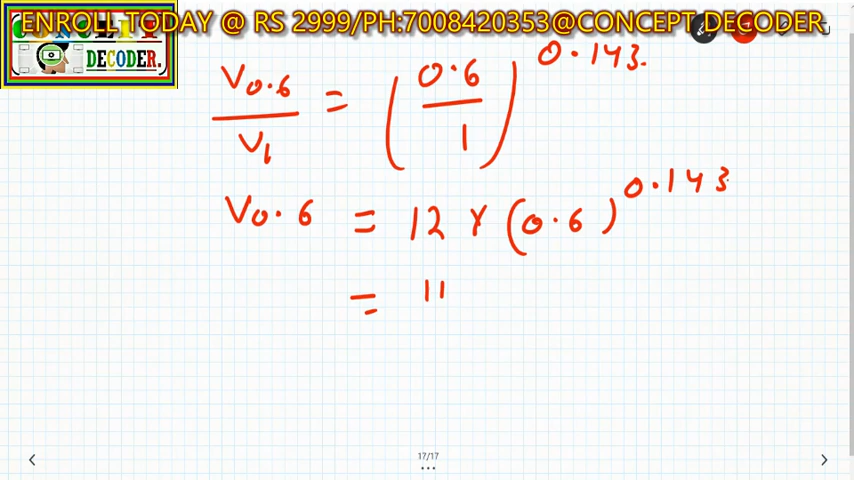 ENROLL TODAY @ RS 2999/PH:7008420353@CONCEPT DECODER.
DECODER.
V0.6/V1 = (0.6/1)^0.143.
V0.6 = 12 × (0.6)^0.143
= 11
17/17